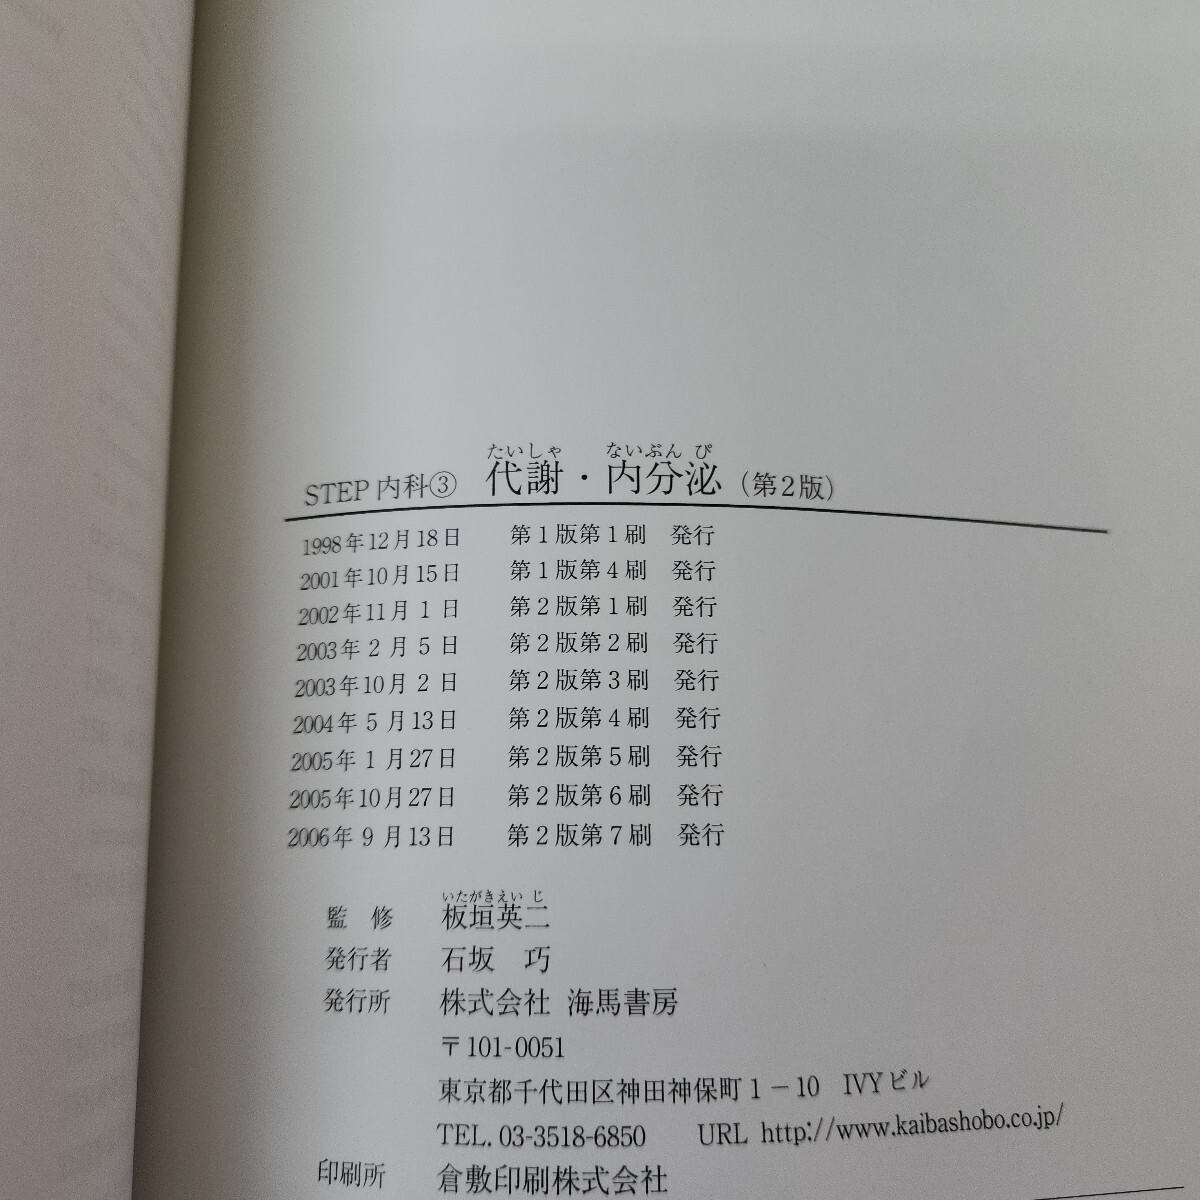 たいしゃ ないぶんぴ
STEP 内科③ 代謝・内分泌（第2版）
1998年12月18日 第1版第1刷 発行
2001年10月15日 第1版第4刷 発行
2002年11月1日 第2版第1刷 発行
2003年2月5日 第2版第2刷 発行
2003年10月2日 第2版第3刷 発行
2004年5月13日 第2版第4刷 発行
2005年1月27日 第2版第5刷 発行
2005年10月27日 第2版第6刷 発行
2006年9月13日 第2版第7刷 発行
いたがきえいじ
監修 板垣英二
発行者 石坂 巧
発行所 株式会社 海馬書房
〒101-0051
東京都千代田区神田神保町1－10 IVYビル
TEL. 03-3518-6850 URL http://www.kaibashobo.co.jp/
印刷所 倉敷印刷株式会社